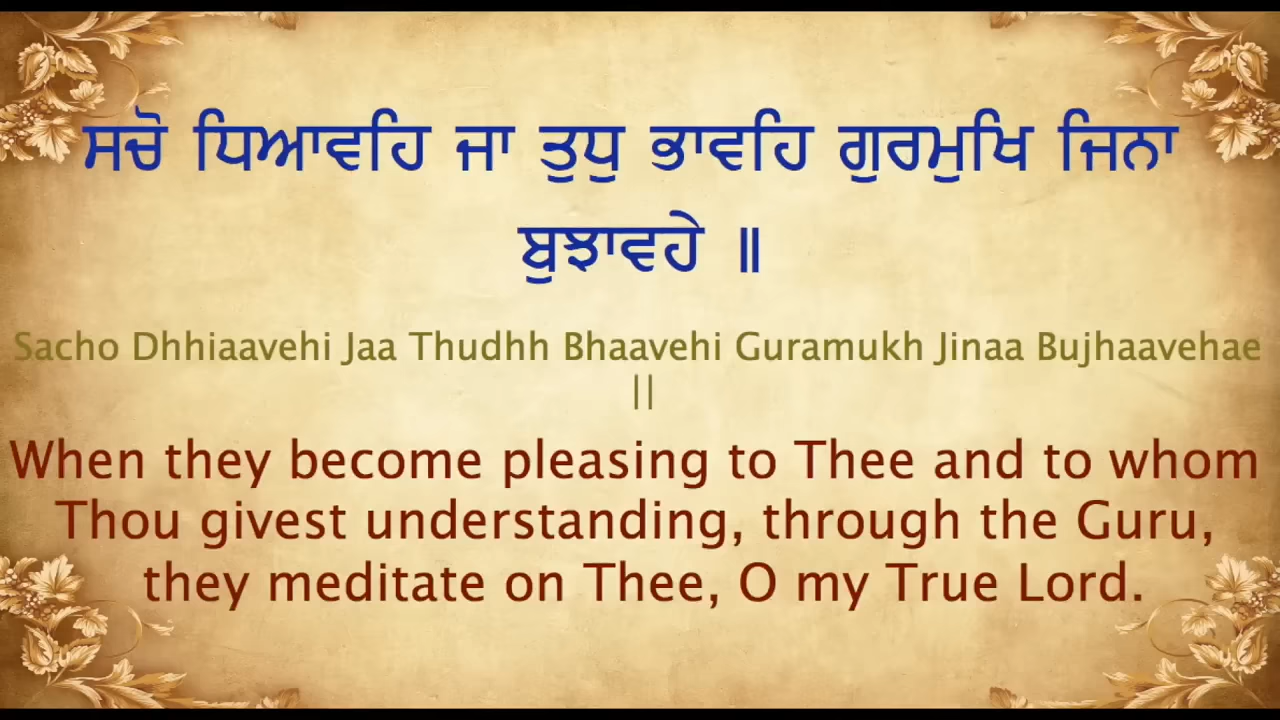 ਸਚੋ ਧਿਆਵਹਿ ਜਾ ਤੁਧੁ ਭਾਵਹਿ ਗੁਰਮੁਖਿ ਜਿਨਾ
ਬੁਝਾਵਹੇ ॥
Sacho Dhhiaavehi Jaa Thudhh Bhaavehi Guramukh Jinaa Bujhaavehae
||
When they become pleasing to Thee and to whom
Thou givest understanding, through the Guru,
they meditate on Thee, O my True Lord.